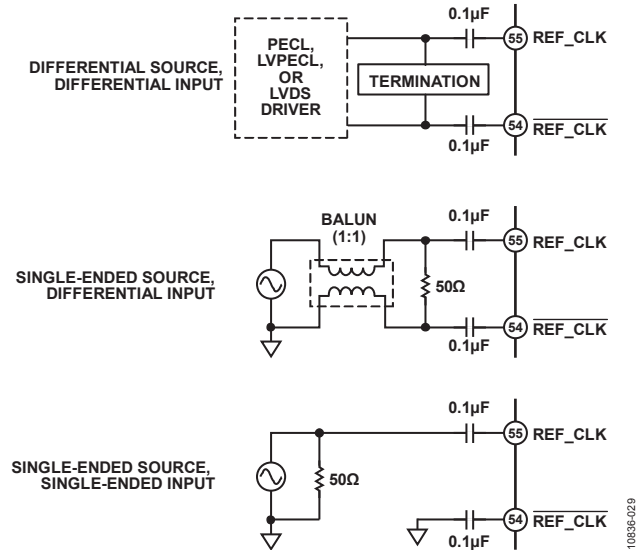 DIFFERENTIAL SOURCE,
DIFFERENTIAL INPUT
PECL,
LVPECL,
OR
LVDS
DRIVER
TERMINATION
0.1µF
55
REF_CLK
54
REF_CLK
0.1µF
SINGLE-ENDED SOURCE,
DIFFERENTIAL INPUT
BALUN
(1:1)
50Ω
0.1µF
55
REF_CLK
54
REF_CLK
0.1µF
SINGLE-ENDED SOURCE,
SINGLE-ENDED INPUT
50Ω
0.1µF
55
REF_CLK
54
REF_CLK
0.1µF
10836-029